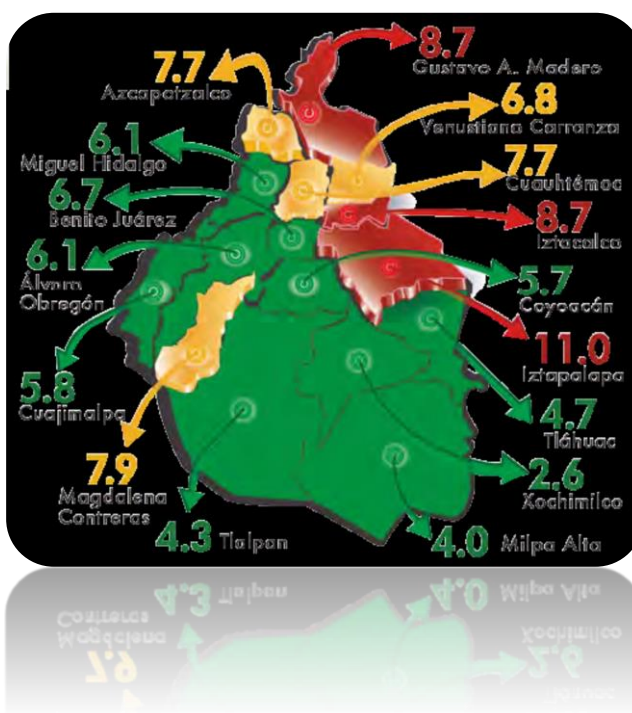 8.7
Gustavo A. Madero
7.7
Azcapotzalco
6.8
Venustiano Carranza
6.1
Miguel Hidalgo
7.7
Cuauhtémoc
6.7
Benito Juárez
8.7
Iztacalco
6.1
Álvaro
Obregón
5.7
Coyoacán
11.0
Iztapalapa
5.8
Cuajimalpa
4.7
Tláhuac
7.9
Magdalena
Contreras
2.6
Xochimilco
4.3 Tlalpan
4.0 Milpa Alta